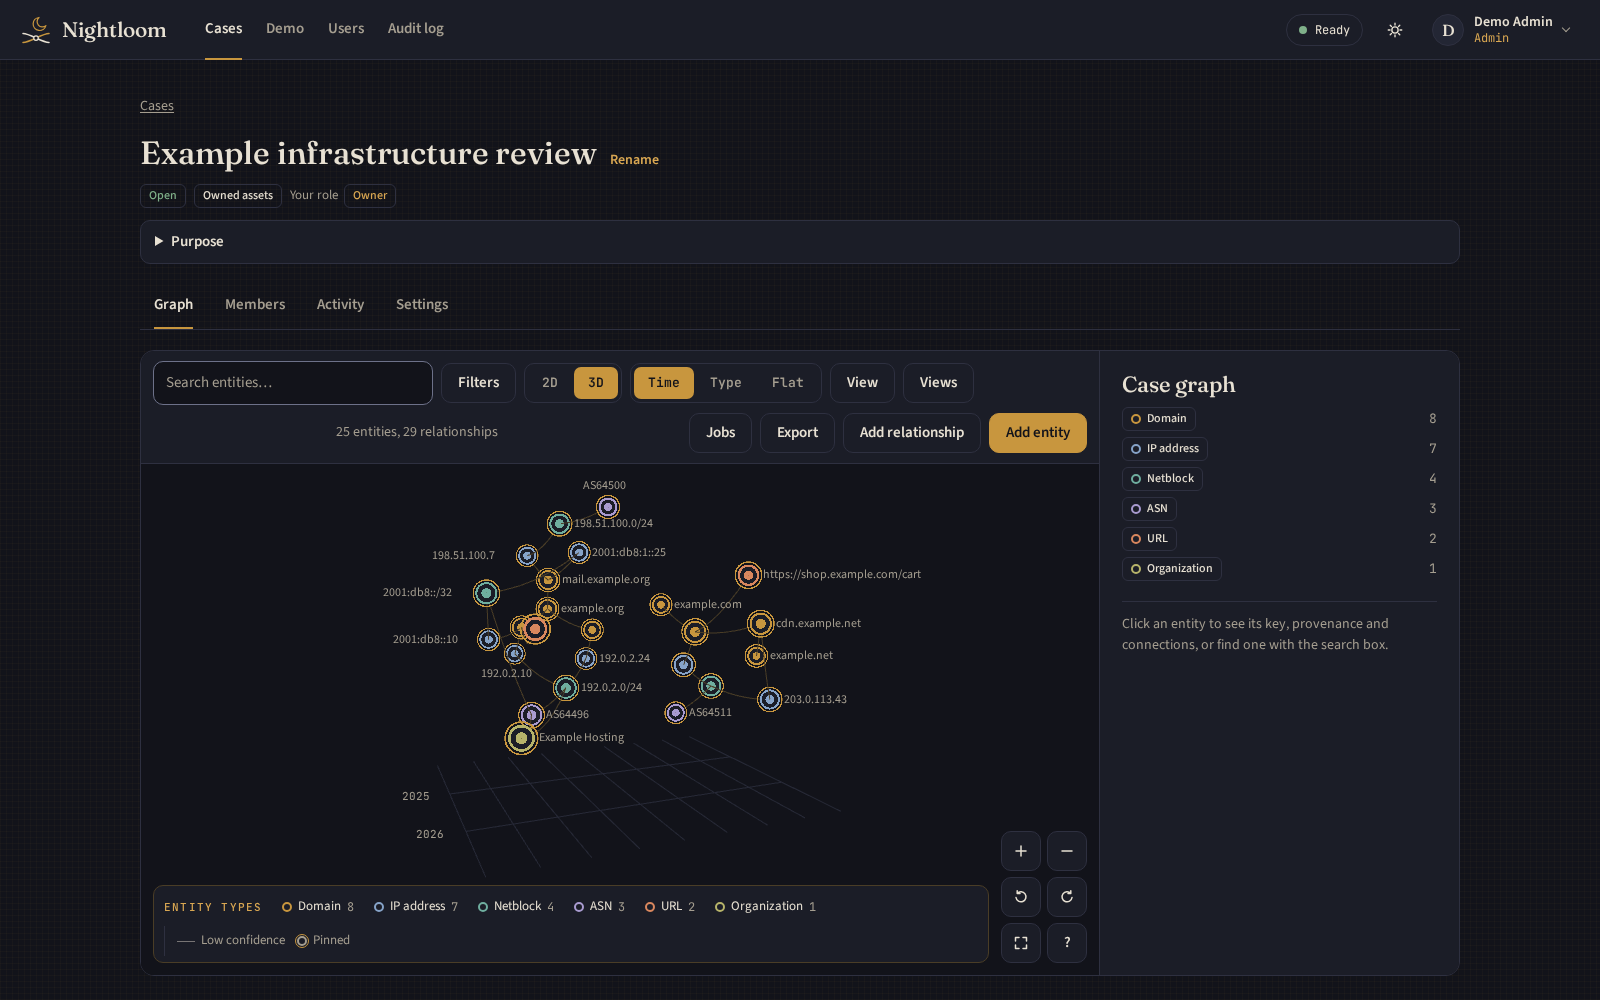 Nightloom
Cases Demo Users Audit log
Ready
D
Demo Admin
Admin
Cases
Example infrastructure review Rename
Open Owned assets Your role Owner
Purpose
Graph Members Activity Settings
Search entities… Filters 2D 3D Time Type Flat View Views
25 entities, 29 relationships Jobs Export Add relationship Add entity
AS64500
198.51.100.0/24
198.51.100.7
2001:db8:1::25
mail.example.org
https://shop.example.com/cart
2001:db8::/32
example.org
example.com
cdn.example.net
2001:db8::10
192.0.2.24
example.net
192.0.2.10
192.0.2.0/24
203.0.113.43
AS64496
AS64511
Example Hosting
2025
2026
+ −
?
ENTITY TYPES Domain 8 IP address 7 Netblock 4 ASN 3 URL 2 Organization 1
Low confidence Pinned
Case graph
Domain 8
IP address 7
Netblock 4
ASN 3
URL 2
Organization 1
Click an entity to see its key, provenance and
connections, or find one with the search box.